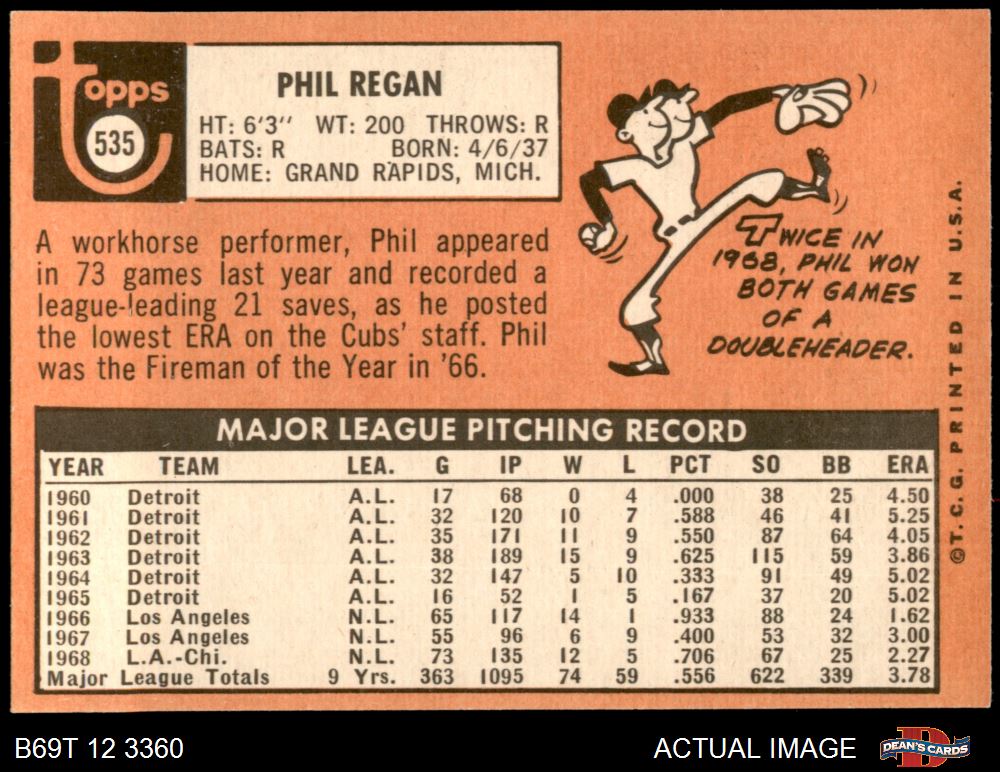 Topps
535
PHIL REGAN
HT: 6'3" WT: 200 THROWS: R
BATS: R BORN: 4/6/37
HOME: GRAND RAPIDS, MICH.
A workhorse performer, Phil appeared
in 73 games last year and recorded a
league-leading 21 saves, as he posted
the lowest ERA on the Cubs' staff. Phil
was the Fireman of the Year in '66.
TWICE IN
1968, PHIL WON
BOTH GAMES
OF A
DOUBLEHEADER.
MAJOR LEAGUE PITCHING RECORD
YEAR TEAM LEA. G IP W L PCT SO BB ERA
1960 Detroit A.L. 17 68 0 4 .000 38 25 4.50
1961 Detroit A.L. 32 120 10 7 .588 46 41 5.25
1962 Detroit A.L. 35 171 11 9 .550 87 64 4.05
1963 Detroit A.L. 38 189 15 9 .625 115 59 3.86
1964 Detroit A.L. 32 147 5 10 .333 91 49 5.02
1965 Detroit A.L. 16 52 1 5 .167 37 20 5.02
1966 Los Angeles N.L. 65 117 14 1 .933 88 24 1.62
1967 Los Angeles N.L. 55 96 6 9 .400 53 32 3.00
1968 L.A.-Chi. N.L. 73 135 12 5 .706 67 25 2.27
Major League Totals 9 Yrs. 363 1095 74 59 .556 622 339 3.78
©T.C.G. PRINTED IN U.S.A.
B69T 12 3360
ACTUAL IMAGE
DEAN'S CARDS